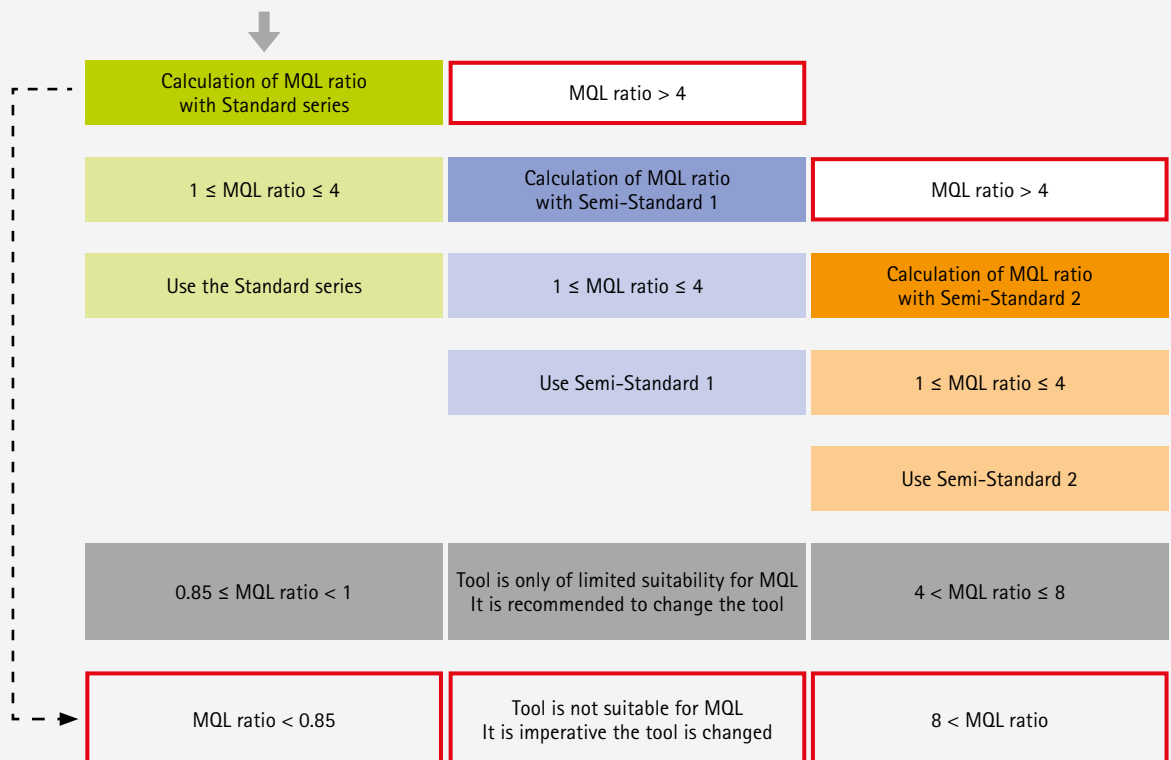 Calculation of MQL ratio
with Standard series
MQL ratio > 4
1 ≤ MQL ratio ≤ 4
Calculation of MQL ratio
with Semi-Standard 1
MQL ratio > 4
Use the Standard series
1 ≤ MQL ratio ≤ 4
Calculation of MQL ratio
with Semi-Standard 2
Use Semi-Standard 1
1 ≤ MQL ratio ≤ 4
Use Semi-Standard 2
0.85 ≤ MQL ratio < 1
Tool is only of limited suitability for MQL
It is recommended to change the tool
4 < MQL ratio ≤ 8
MQL ratio < 0.85
Tool is not suitable for MQL
It is imperative the tool is changed
8 < MQL ratio